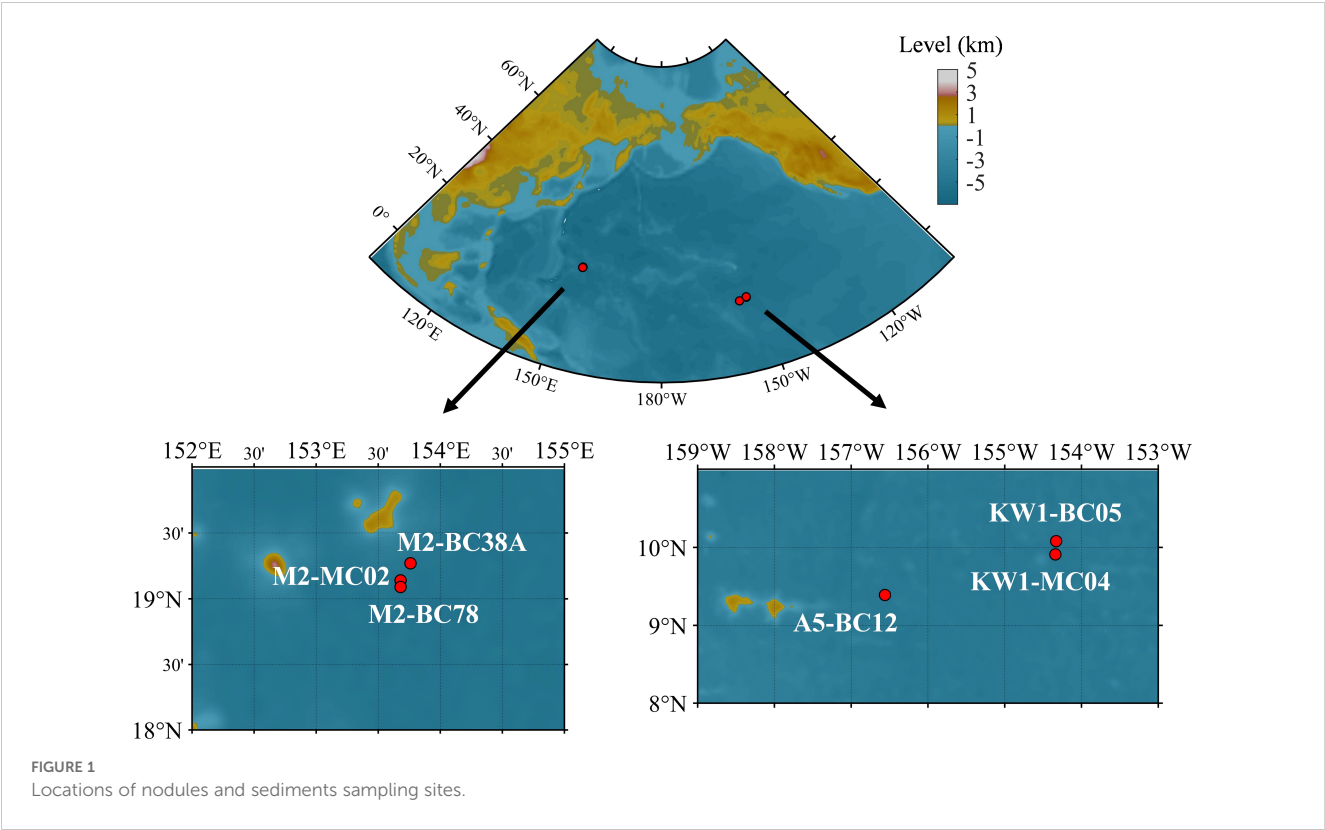 Level (km)
5
3
1
-1
-3
-5
60°N
40°N
20°N
0°
120°E
150°E
180°W
150°W
120°W
152°E 30' 153°E 30' 154°E 30' 155°E
30'
19°N
30'
18°N
M2-BC38A
M2-MC02
M2-BC78
159°W 158°W 157°W 156°W 155°W 154°W 153°W
10°N
9°N
8°N
KW1-BC05
KW1-MC04
A5-BC12
FIGURE 1
Locations of nodules and sediments sampling sites.